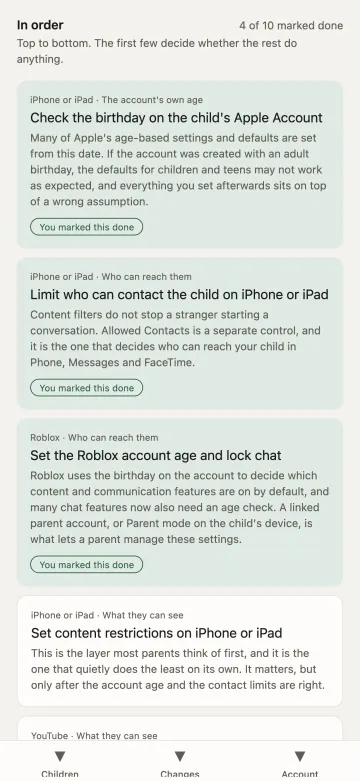 In order
4 of 10 marked done
Top to bottom. The first few decide whether the rest do
anything.
iPhone or iPad · The account's own age
Check the birthday on the child's Apple Account
Many of Apple's age-based settings and defaults are set
from this date. If the account was created with an adult
birthday, the defaults for children and teens may not work
as expected, and everything you set afterwards sits on top
of a wrong assumption.
You marked this done
iPhone or iPad · Who can reach them
Limit who can contact the child on iPhone or iPad
Content filters do not stop a stranger starting a
conversation. Allowed Contacts is a separate control, and
it is the one that decides who can reach your child in
Phone, Messages and FaceTime.
You marked this done
Roblox · Who can reach them
Set the Roblox account age and lock chat
Roblox uses the birthday on the account to decide which
content and communication features are on by default, and
many chat features now also need an age check. A linked
parent account, or Parent mode on the child's device, is
what lets a parent manage these settings.
You marked this done
iPhone or iPad · What they can see
Set content restrictions on iPhone or iPad
This is the layer most parents think of first, and it is the
one that quietly does the least on its own. It matters, but
only after the account age and the contact limits are right.
YouTube · What they can see
Children
Changes
Account